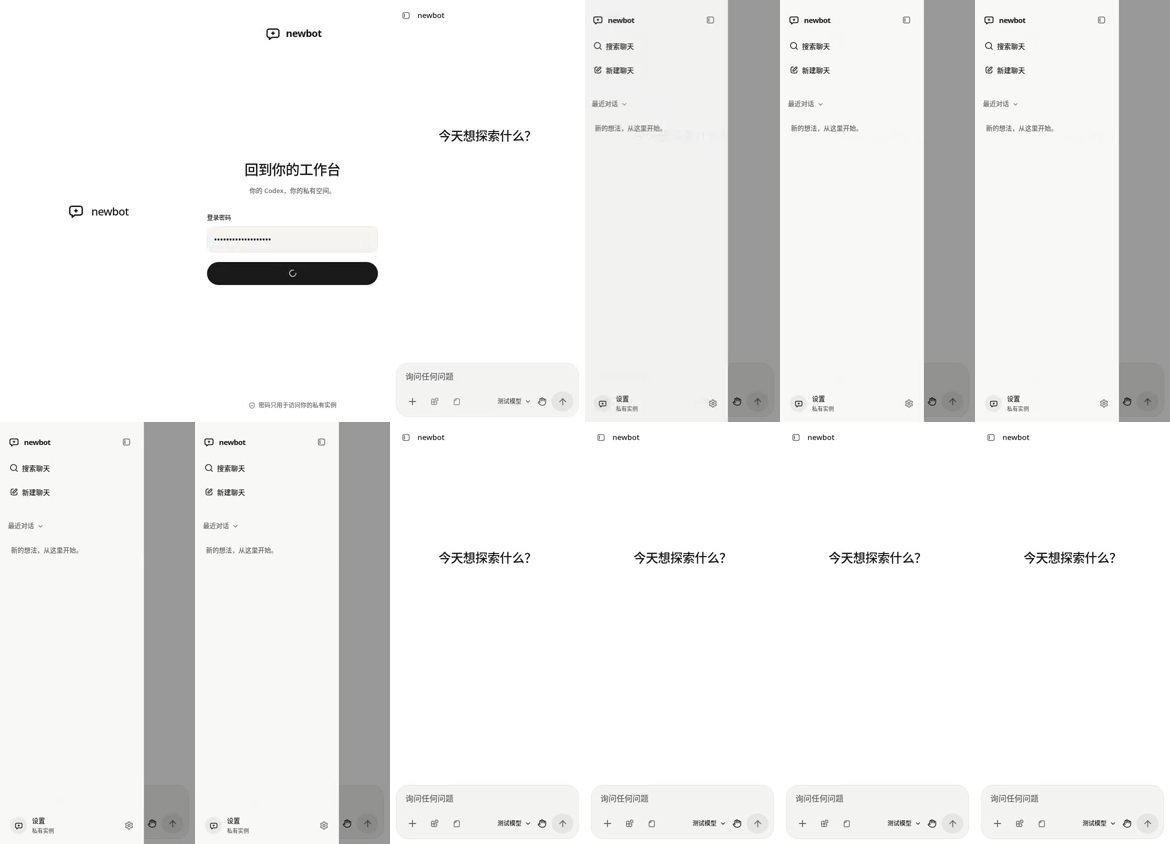 newbot
newbot
回到你的工作台
你的 Codex，你的私有空间。
登录密码
•••••••••••••••••••
密码只用于访问你的私有实例
newbot
今天想探索什么？
询问任何问题
测试模型
newbot
搜索聊天
新建聊天
最近对话
新的想法，从这里开始。
设置
私有实例
newbot
搜索聊天
新建聊天
最近对话
新的想法，从这里开始。
设置
私有实例
newbot
搜索聊天
新建聊天
最近对话
新的想法，从这里开始。
设置
私有实例
newbot
搜索聊天
新建聊天
最近对话
新的想法，从这里开始。
设置
私有实例
newbot
搜索聊天
新建聊天
最近对话
新的想法，从这里开始。
设置
私有实例
newbot
今天想探索什么？
询问任何问题
测试模型
newbot
今天想探索什么？
询问任何问题
测试模型
newbot
今天想探索什么？
询问任何问题
测试模型
newbot
今天想探索什么？
询问任何问题
测试模型